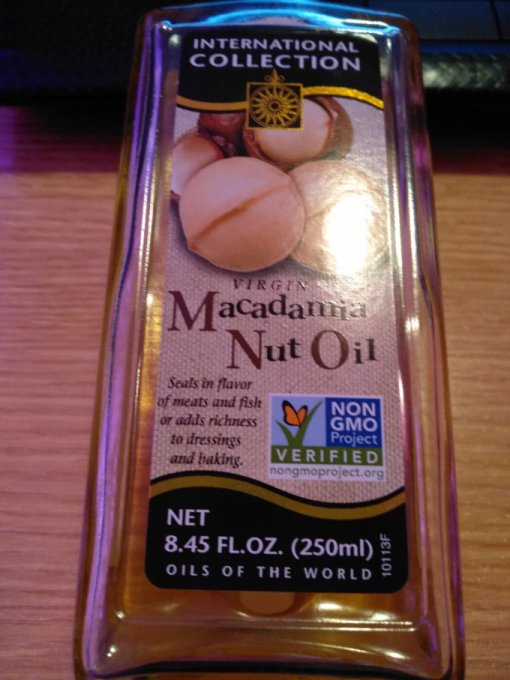 INTERNATIONAL
COLLECTION
VIRGIN
Macadamia
Nut Oil
Seals in flavor
of meats and fish
or adds richness
to dressings
and baking.
NON
GMO
Project
VERIFIED
nongmoproject.org
NET
8.45 FL.OZ. (250ml)
OILS OF THE WORLD
10113F